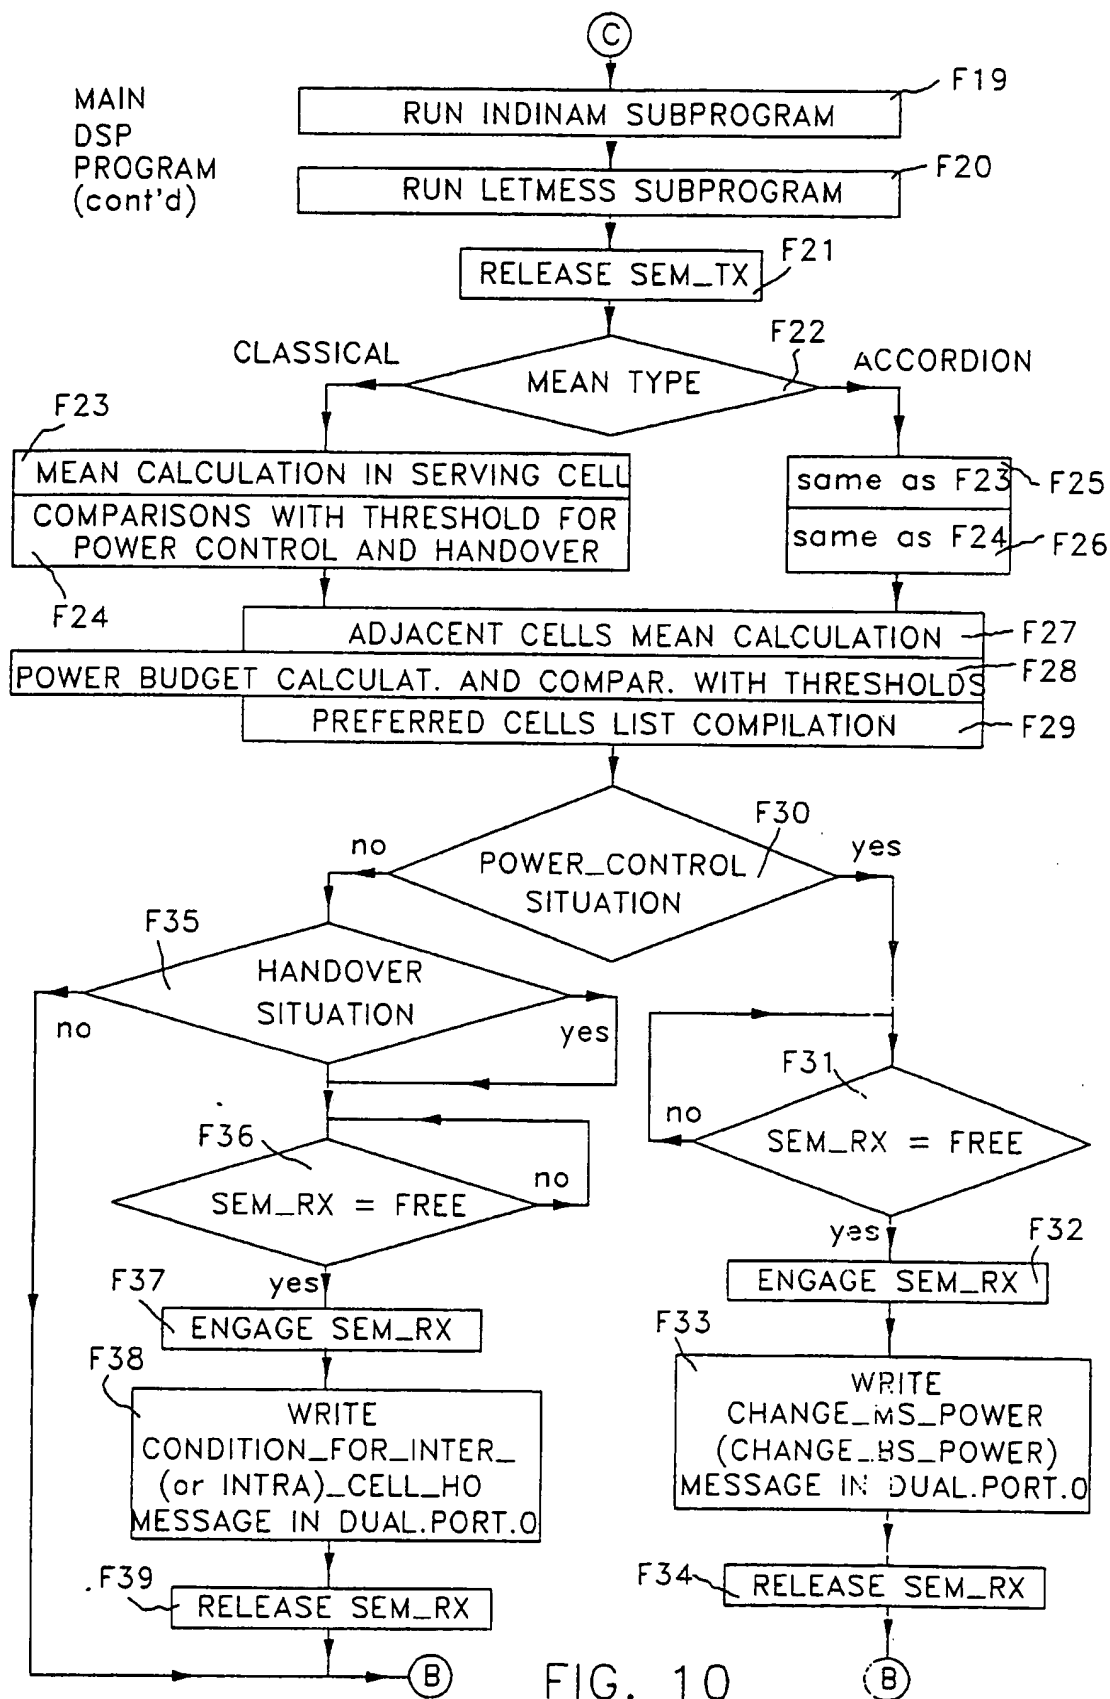 C
MAIN
DSP
PROGRAM
(cont'd)
F19
RUN INDINAM SUBPROGRAM
F20
RUN LETMESS SUBPROGRAM
F21
RELEASE SEM_TX
F22
CLASSICAL
MEAN TYPE
ACCORDION
F23
MEAN CALCULATION IN SERVING CELL
COMPARISONS WITH THRESHOLD FOR
POWER CONTROL AND HANDOVER
F24
same as F23
F25
same as F24
F26
ADJACENT CELLS MEAN CALCULATION
F27
POWER BUDGET CALCULAT. AND COMPAR. WITH THRESHOLDS
F28
PREFERRED CELLS LIST COMPILATION
F29
F30
no
POWER_CONTROL
SITUATION
yes
F35
HANDOVER
SITUATION
no
yes
F31
no
SEM_RX = FREE
yes
F36
SEM_RX = FREE
no
yes
F32
ENGAGE SEM_RX
F37
ENGAGE SEM_RX
F33
WRITE
CHANGE_MS_POWER
(CHANGE_BS_POWER)
MESSAGE IN DUAL.PORT.0
F38
WRITE
CONDITION_FOR_INTER_
(or INTRA)_CELL_HO
MESSAGE IN DUAL.PORT.0
F34
RELEASE SEM_RX
F39
RELEASE SEM_RX
B
B
FIG. 10